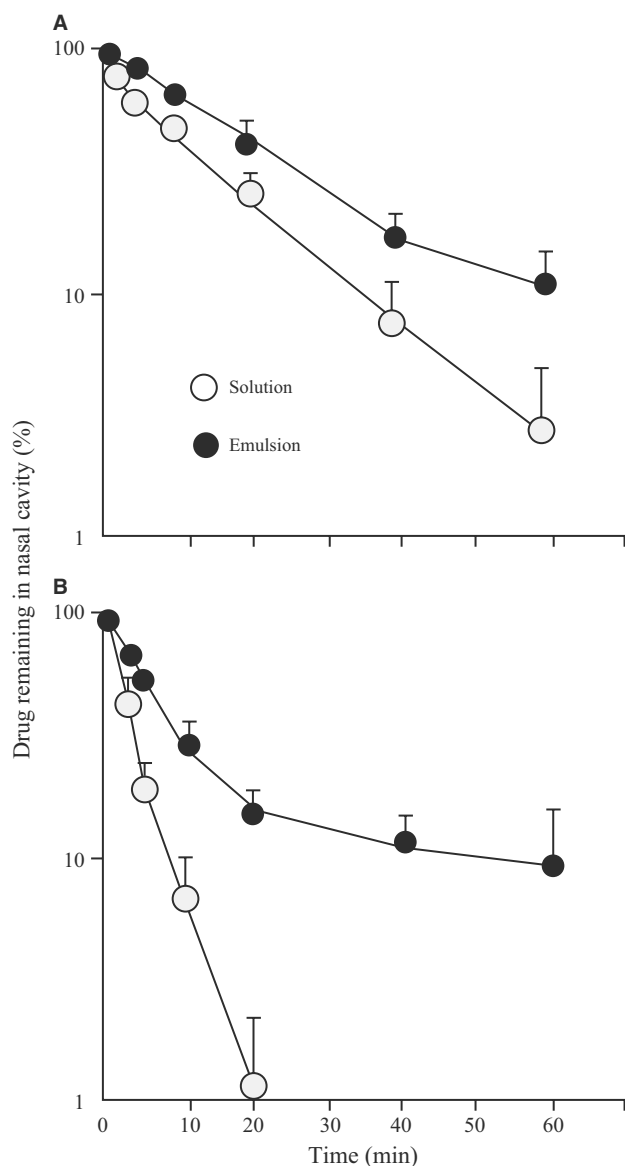 A
100
10
Solution
Emulsion
1
Drug remaining in nasal cavity (%)
B
100
10
1
0 10 20 30 40 50 60
Time (min)